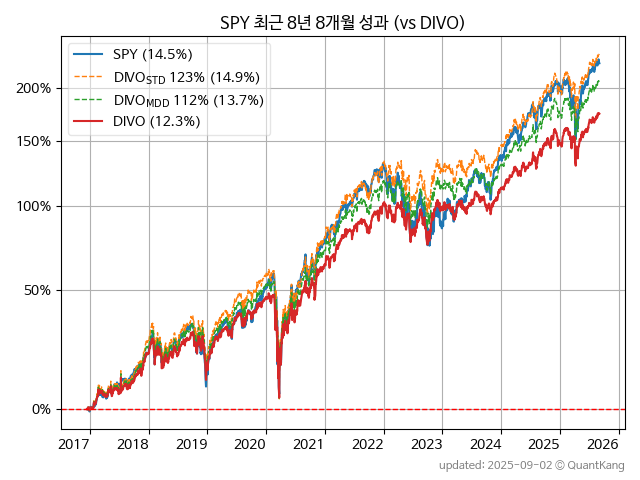 SPY 최근 8년 8개월 성과 (vs DIVO)
SPY (14.5%)
DIVO_STD 123% (14.9%)
DIVO_MDD 112% (13.7%)
DIVO (12.3%)
200%
150%
100%
50%
0%
2017 2018 2019 2020 2021 2022 2023 2024 2025 2026
updated: 2025-09-02 © QuantKang